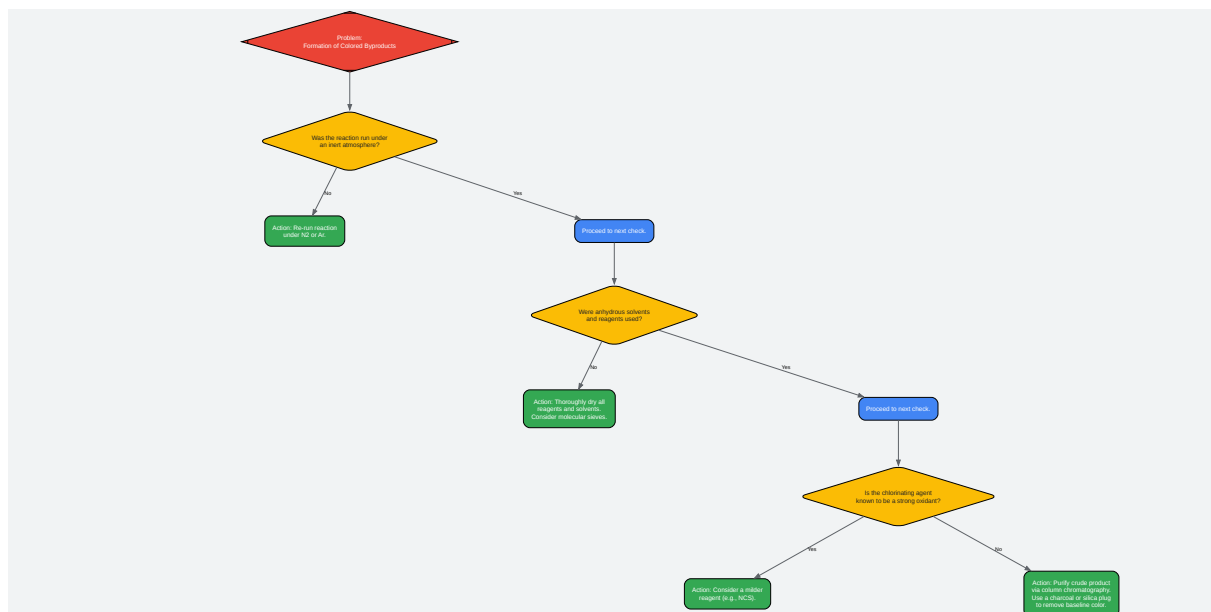 Problem:
Formation of Colored Byproducts
Was the reaction run under
an inert atmosphere?
No
Yes
Action: Re-run reaction
under N2 or Ar.
Proceed to next check.
Were anhydrous solvents
and reagents used?
No
Yes
Action: Thoroughly dry all
reagents and solvents.
Consider molecular sieves.
Proceed to next check.
Is the chlorinating agent
known to be a strong oxidant?
Yes
No
Action: Consider a milder
reagent (e.g., NCS).
Action: Purify crude product
via column chromatography.
Use a charcoal or silica plug
to remove baseline color.